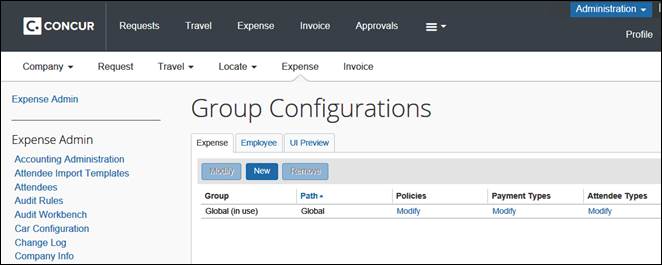 C. CONCUR Requests Travel Expense Invoice Approvals Administration
Profile
Company Request Travel Locate Expense Invoice
Expense Admin
Group Configurations
Expense Admin
Accounting Administration
Attendee Import Templates
Attendees
Audit Rules
Audit Workbench
Car Configuration
Change Log
Company Info
Expense Employee UI Preview
Modify New Remove
Group Path Policies Payment Types Attendee Types
Global (in use) Global Modify Modify Modify